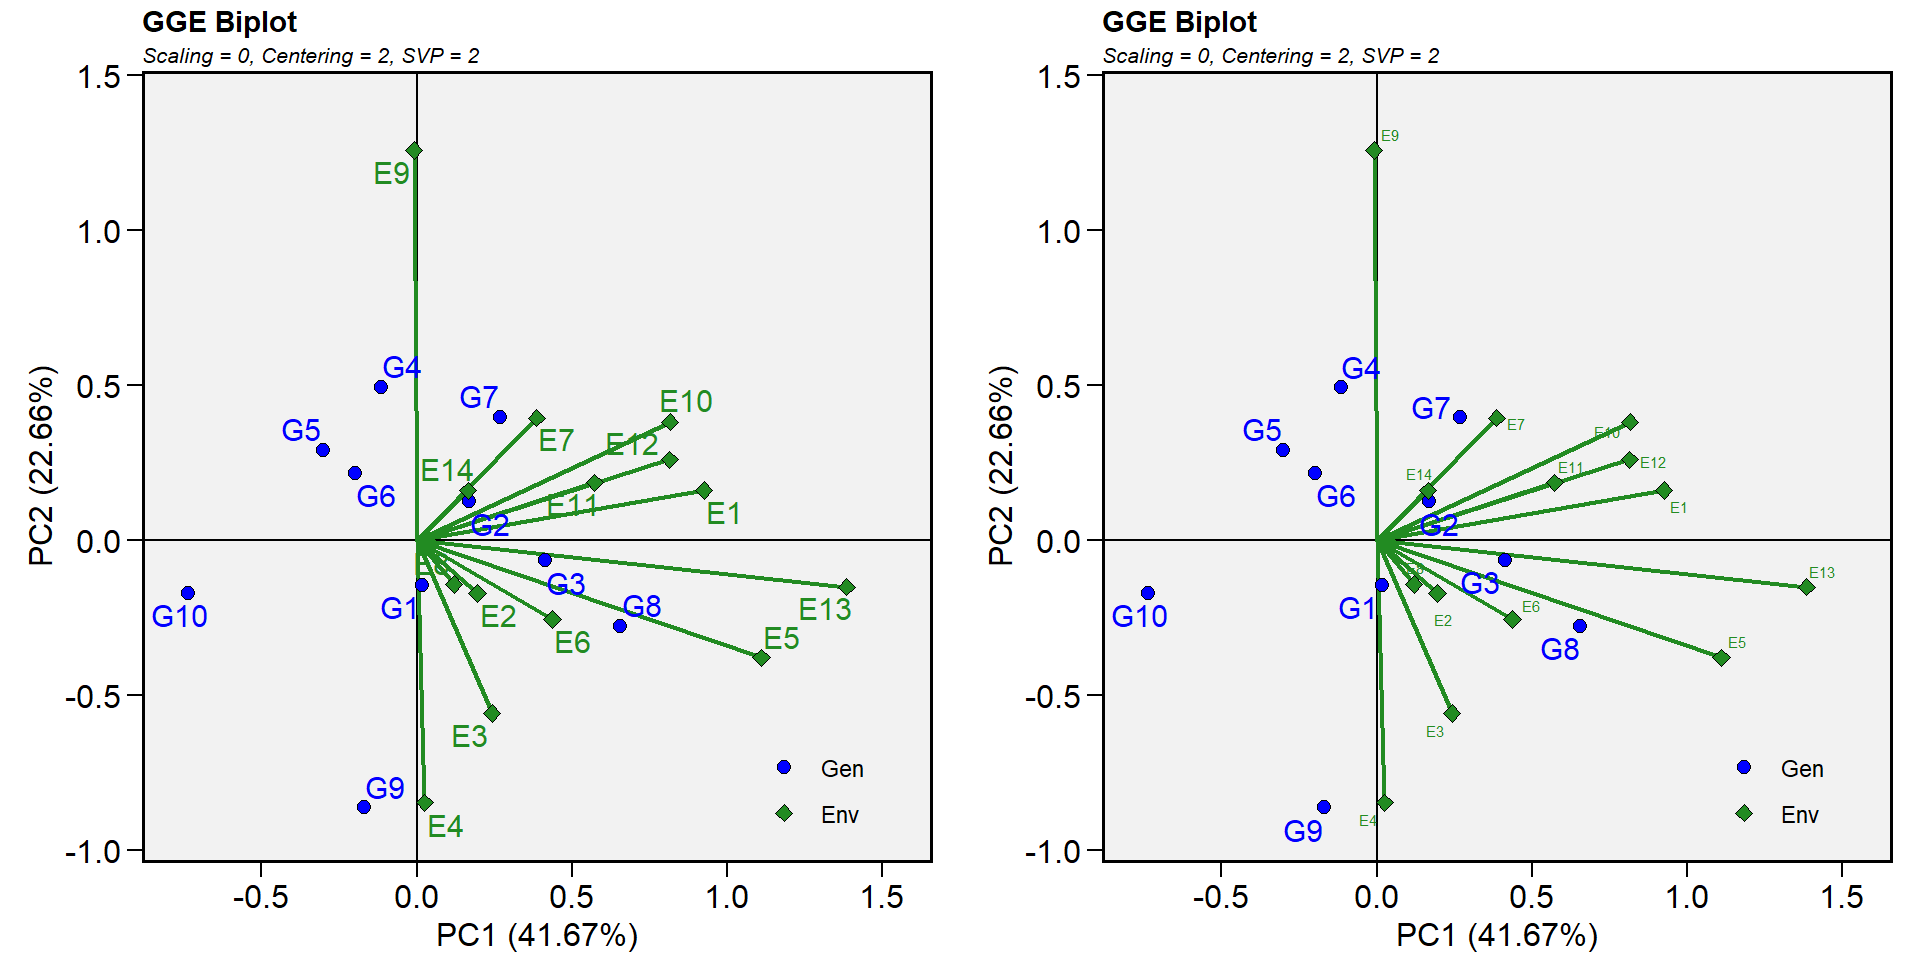 GGE Biplot
Scaling = 0, Centering = 2, SVP = 2
1.5
1.0
0.5
0.0
-0.5
-1.0
PC2 (22.66%)
E9
G4
G7
E10
G5
E7
E12
E14
G6
E11
E1
G2
G3
G10
G1
E2
G8
E13
E6
E5
E3
G9
E4
Gen
Env
-0.5
0.0
0.5
1.0
1.5
PC1 (41.67%)
GGE Biplot
Scaling = 0, Centering = 2, SVP = 2
1.5
1.0
0.5
0.0
-0.5
-1.0
PC2 (22.66%)
E9
G4
G7
G5
E7
E10
E12
E11
E14
G6
E1
G2
E8
E13
G3
G10
G1
E2
E6
G8
E5
E3
G9
E4
Gen
Env
-0.5
0.0
0.5
1.0
1.5
PC1 (41.67%)